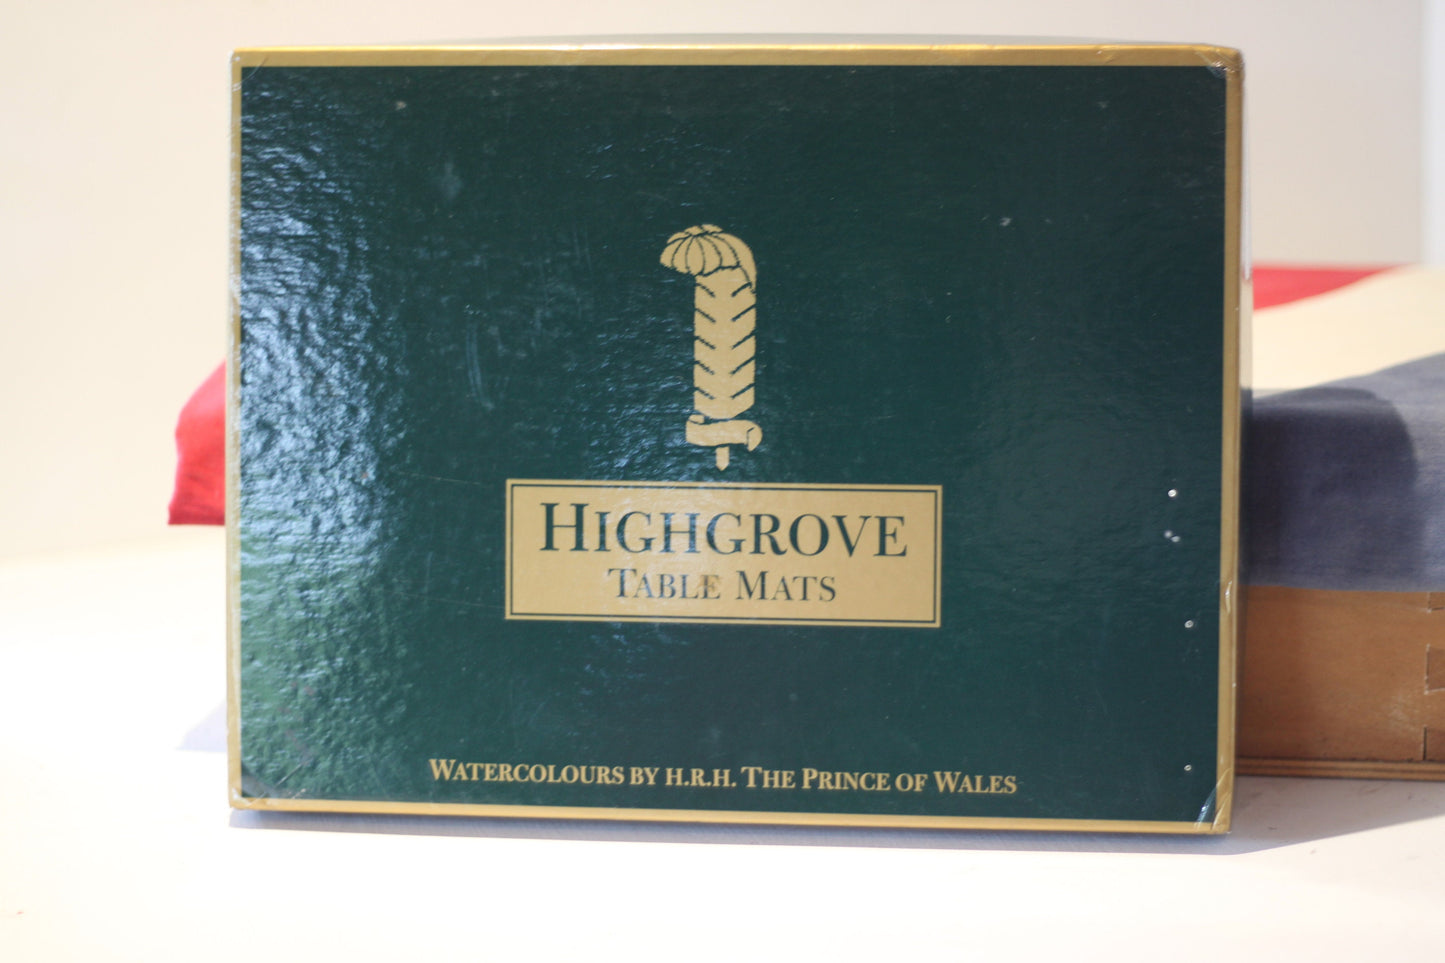 HIGHGROVE
TABLE MATS
WATERCOLOURS BY H.R.H. THE PRINCE OF WALES